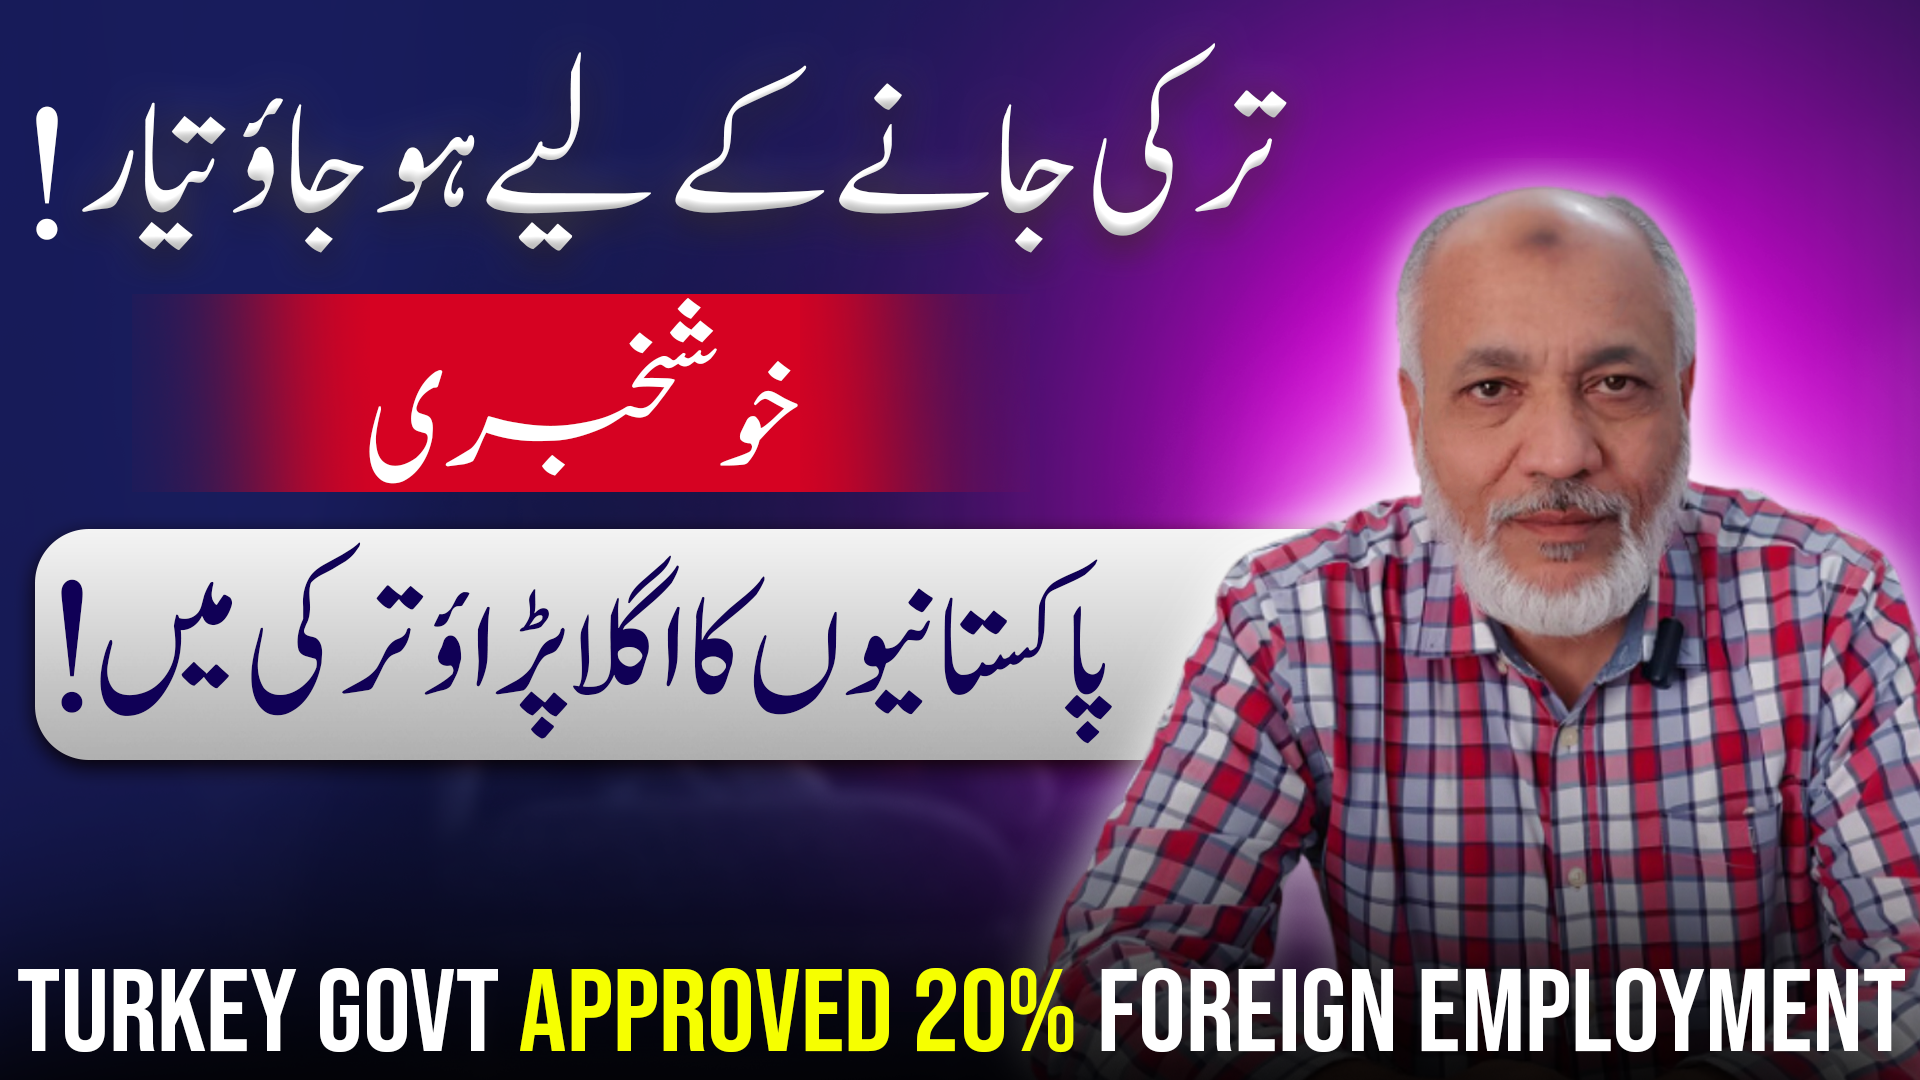 ترکی جانے کے لیے ہو جاؤ تیار!
خوشخبری
پاکستانیوں کا اگلا پڑاؤ ترکی میں!
TURKEY GOVT APPROVED 20% FOREIGN EMPLOYMENT